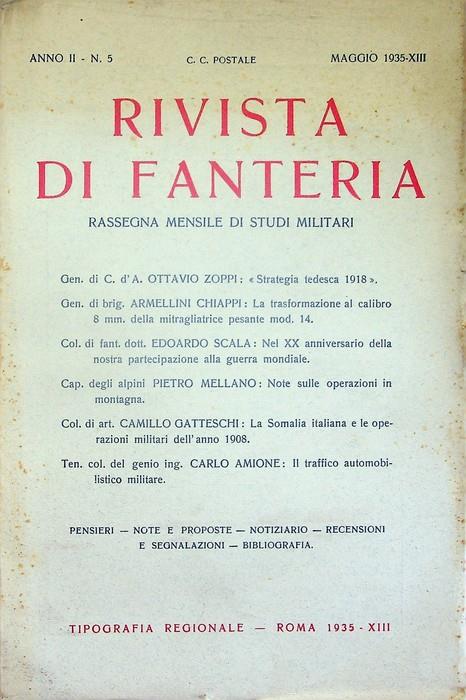 ANNO II - N. 5
C. C. POSTALE
MAGGIO 1935-XIII
RIVISTA
DI FANTERIA
RASSEGNA MENSILE DI STUDI MILITARI
Gen. di C. d'A. OTTAVIO ZOPPI: « Strategia tedesca 1918 ».
Gen. di brig. ARMELLINI CHIAPPI: La trasformazione al calibro
8 mm. della mitragliatrice pesante mod. 14.
Col. di fant. dott. EDOARDO SCALA: Nel XX anniversario della
nostra partecipazione alla guerra mondiale.
Cap. degli alpini PIETRO MELLANO: Note sulle operazioni in
montagna.
Col. di art. CAMILLO GATTESCHI: La Somalia italiana e le ope-
razioni militari dell'anno 1908.
Ten. col. del genio ing. CARLO AMIONE: Il traffico automobi-
listico militare.
PENSIERI — NOTE E PROPOSTE — NOTIZIARIO — RECENSIONI
E SEGNALAZIONI — BIBLIOGRAFIA.
TIPOGRAFIA REGIONALE — ROMA 1935 - XIII